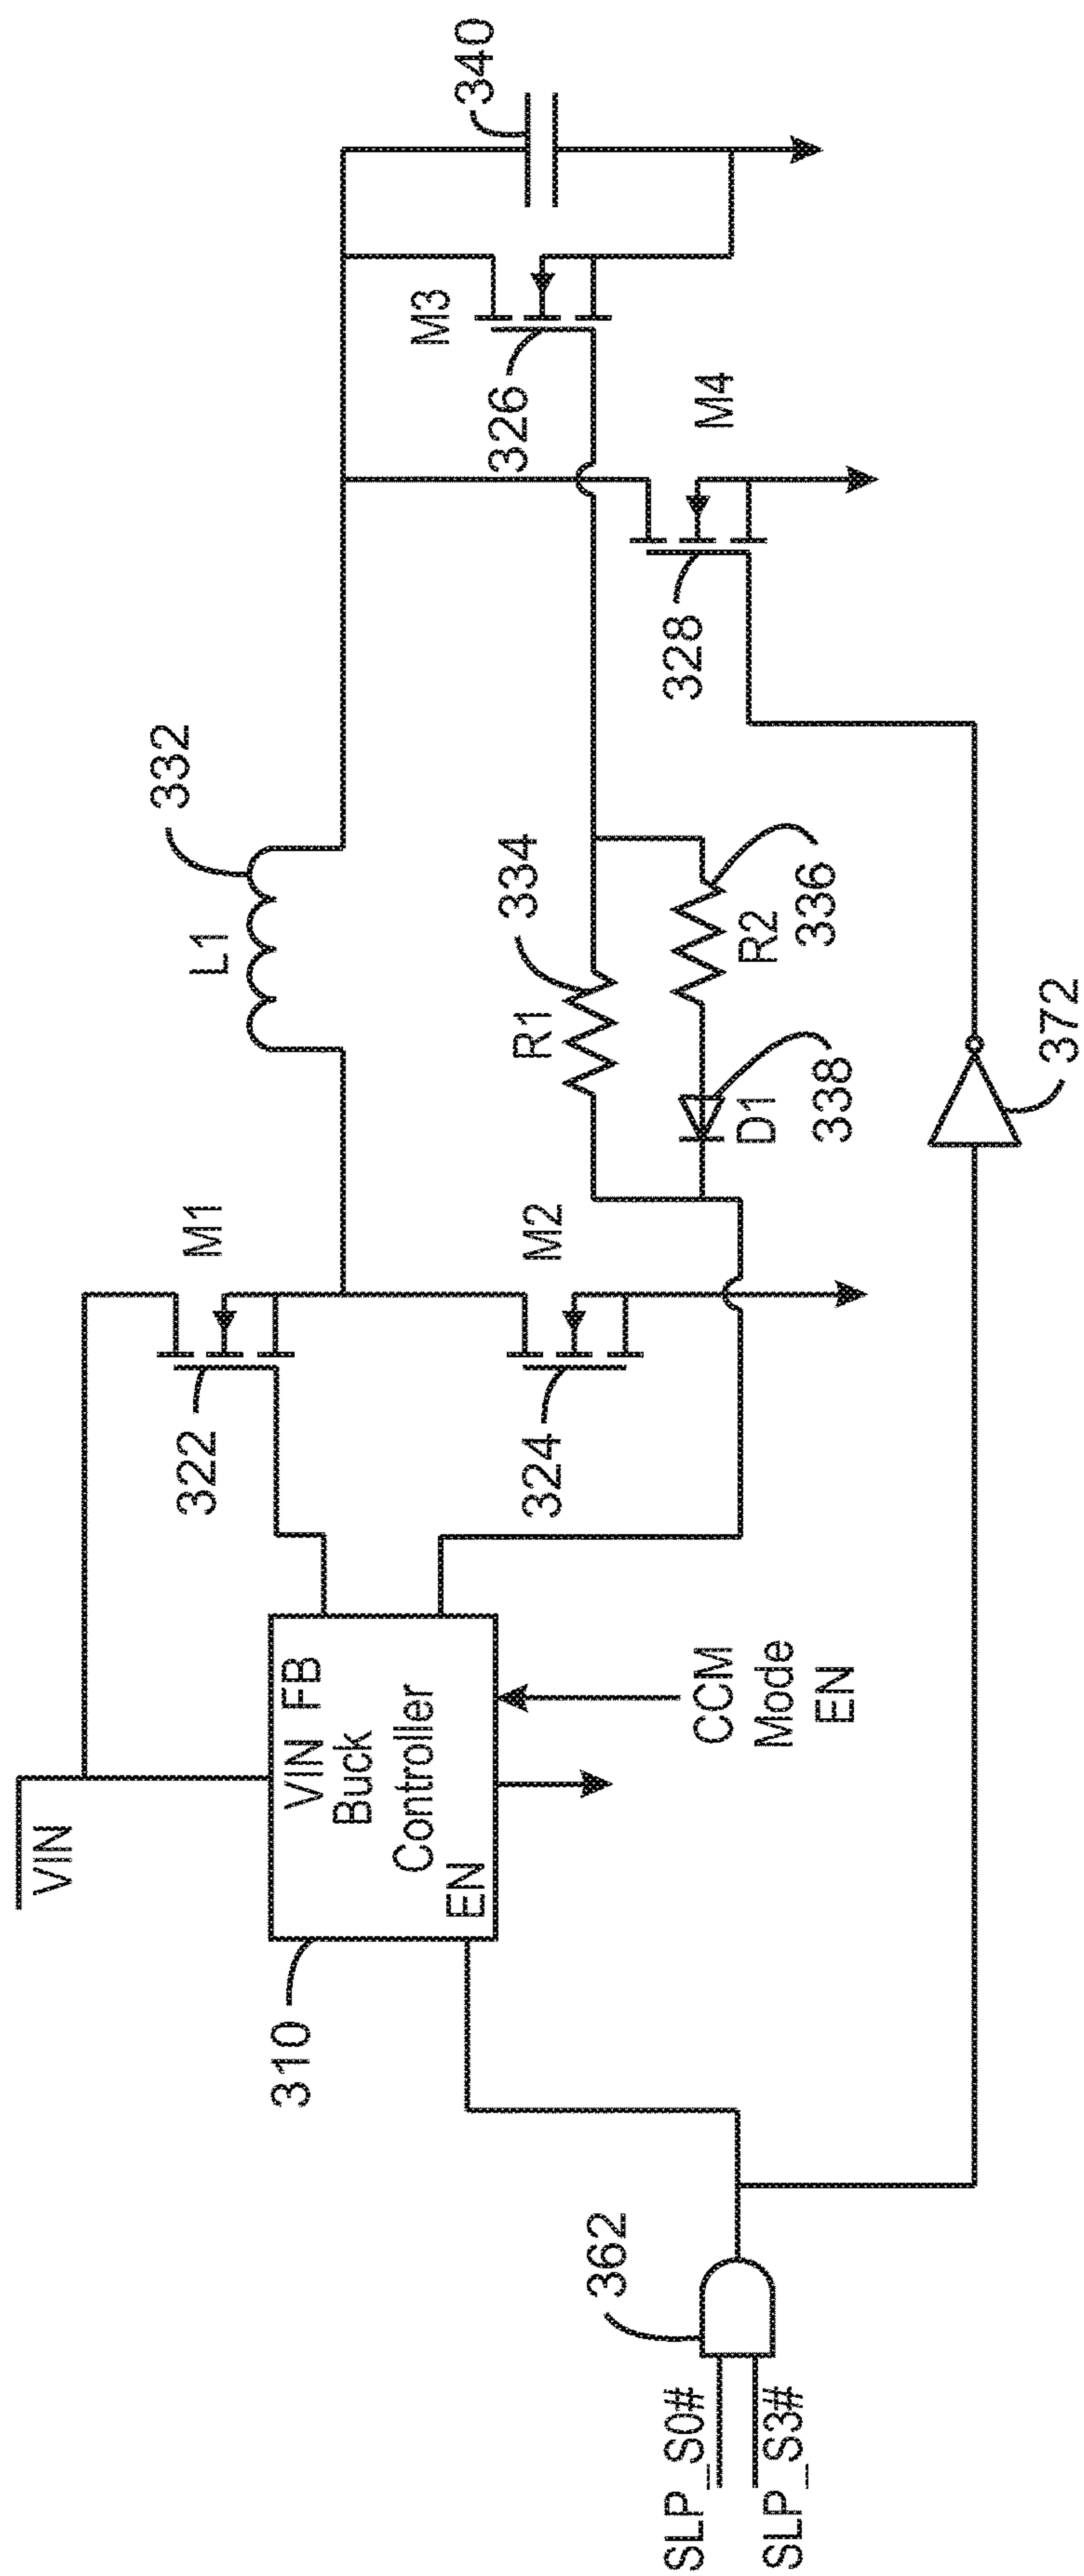 VIN
310
VIN FB
Buck
Controller
EN
CCM
Mode
EN
322
M1
324
M2
L1
332
R1
334
R2
336
D1
338
M3
326
340
M4
328
362
SLP_S0#
SLP_S3#
372